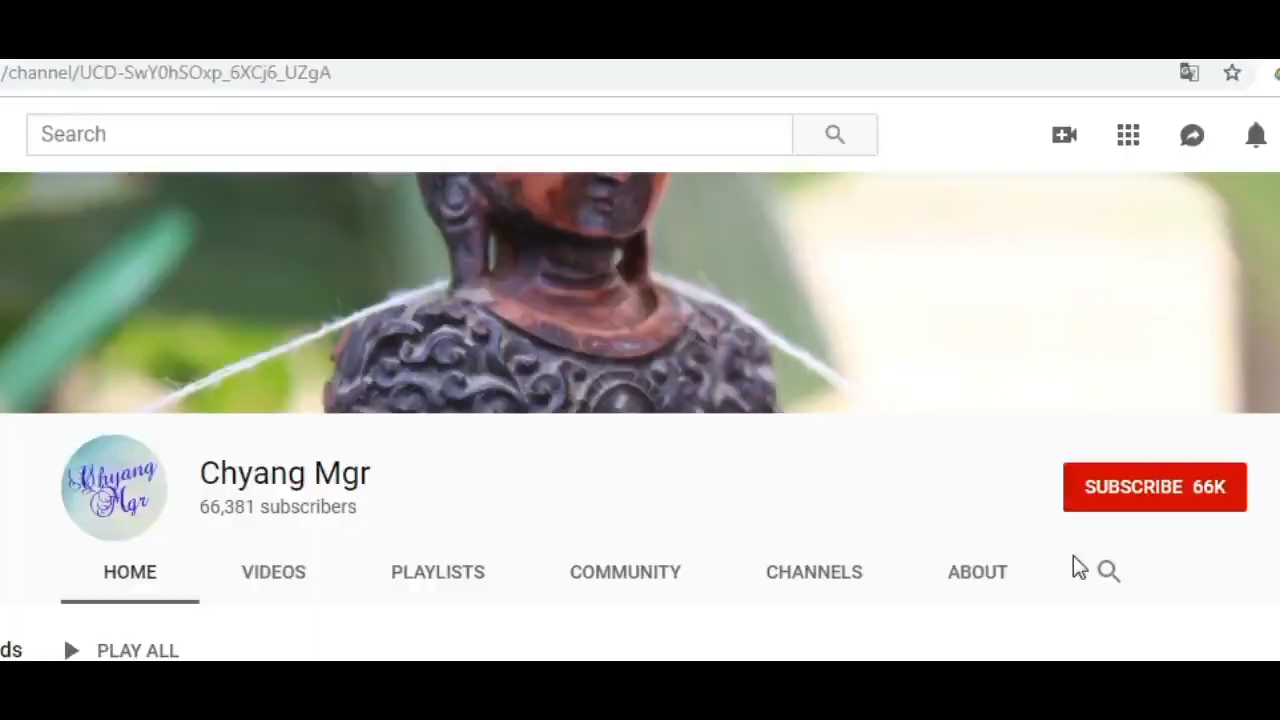 /channel/UCD-SwY0hSOxp_6XCj6_UZgA
Search
Chyang
Mgr
Chyang Mgr
66,381 subscribers
SUBSCRIBE 66K
HOME VIDEOS PLAYLISTS COMMUNITY CHANNELS ABOUT
ds PLAY ALL